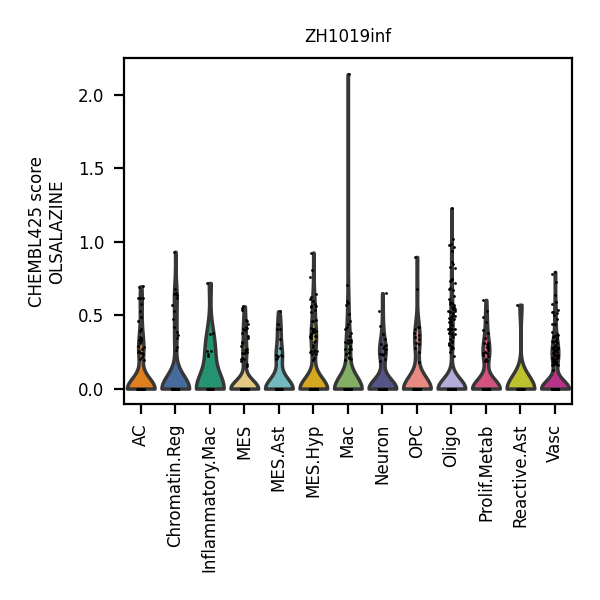 ZH1019inf
CHEMBL425 score
OLSALAZINE
2.0
1.5
1.0
0.5
0.0
AC
Chromatin.Reg
Inflammatory.Mac
MES
MES.Ast
MES.Hyp
Mac
Neuron
OPC
Oligo
Prolif.Metab
Reactive.Ast
Vasc